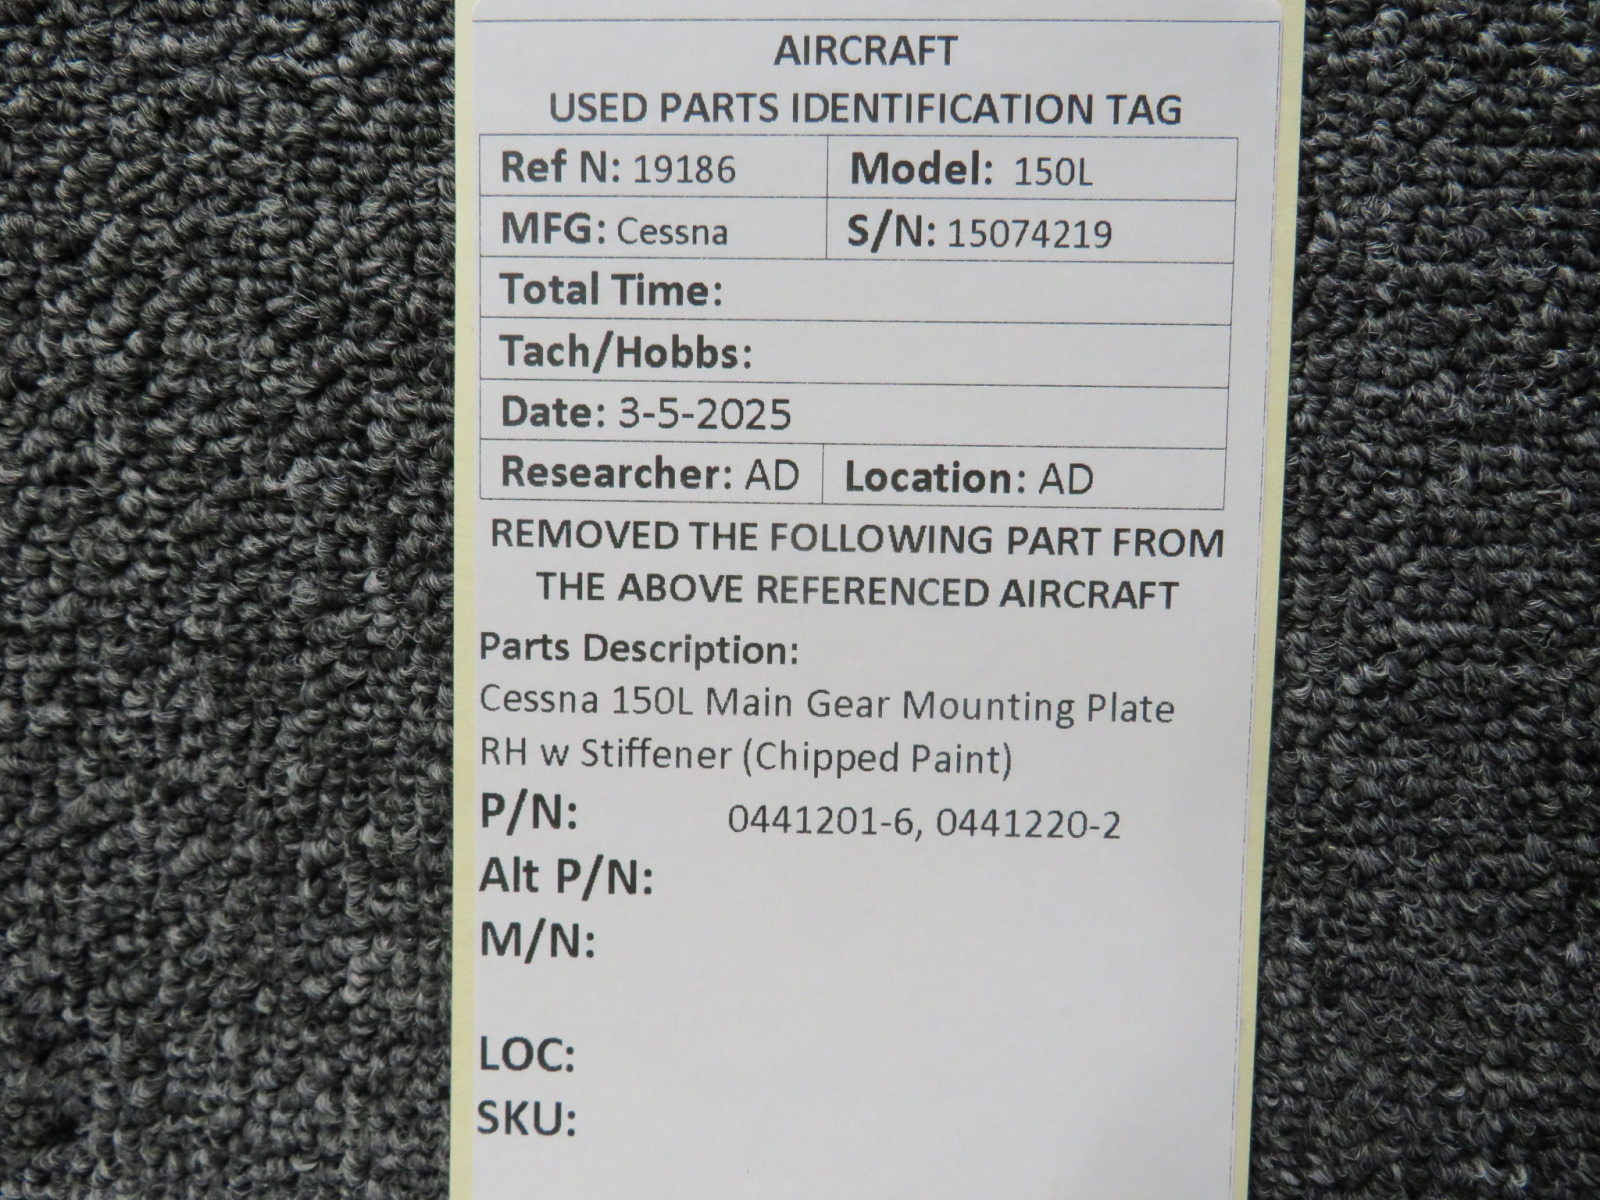 AIRCRAFT
USED PARTS IDENTIFICATION TAG
Ref N: 19186 Model: 150L
MFG: Cessna S/N: 15074219
Total Time:
Tach/Hobbs:
Date: 3-5-2025
Researcher: AD Location: AD
REMOVED THE FOLLOWING PART FROM
THE ABOVE REFERENCED AIRCRAFT
Parts Description:
Cessna 150L Main Gear Mounting Plate
RH w Stiffener (Chipped Paint)
P/N: 0441201-6, 0441220-2
Alt P/N:
M/N:
LOC:
SKU: